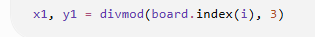 x1, y1 = divmod(board.index(i), 3)